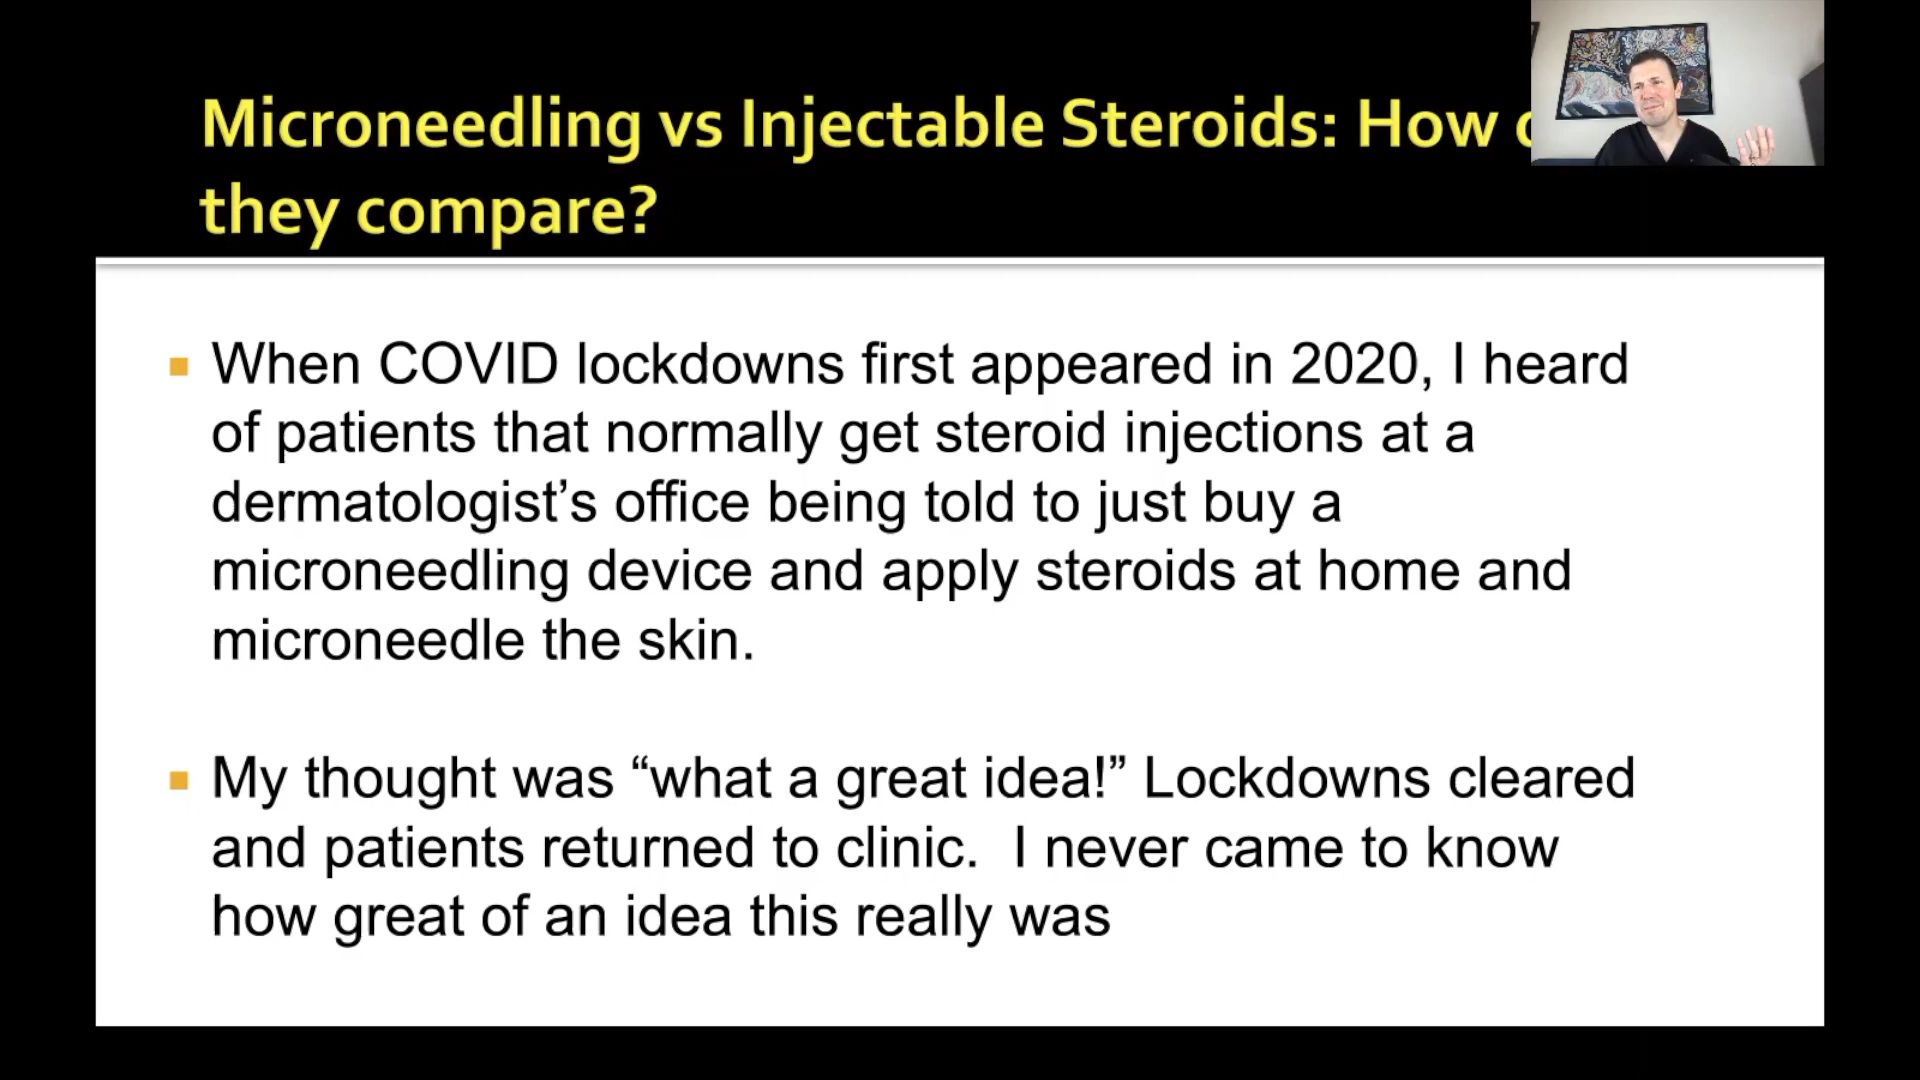 Microneedling vs Injectable Steroids: How
they compare?
When COVID lockdowns first appeared in 2020, I heard
of patients that normally get steroid injections at a
dermatologist’s office being told to just buy a
microneedling device and apply steroids at home and
microneedle the skin.
My thought was “what a great idea!” Lockdowns cleared
and patients returned to clinic.  I never came to know
how great of an idea this really was